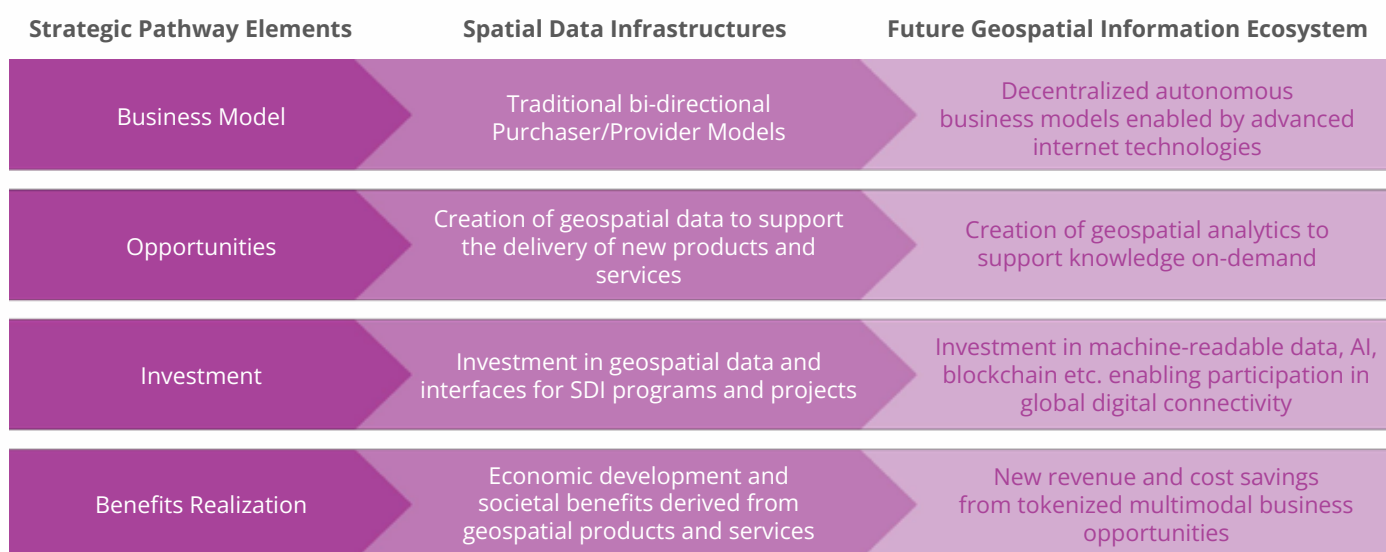 Strategic Pathway Elements
Spatial Data Infrastructures
Future Geospatial Information Ecosystem
Business Model
Traditional bi-directional
Purchaser/Provider Models
Decentralized autonomous
business models enabled by advanced
internet technologies
Opportunities
Creation of geospatial data to support
the delivery of new products and
services
Creation of geospatial analytics to
support knowledge on-demand
Investment
Investment in geospatial data and
interfaces for SDI programs and projects
Investment in machine-readable data, AI,
blockchain etc. enabling participation in
global digital connectivity
Benefits Realization
Economic development and
societal benefits derived from
geospatial products and services
New revenue and cost savings
from tokenized multimodal business
opportunities